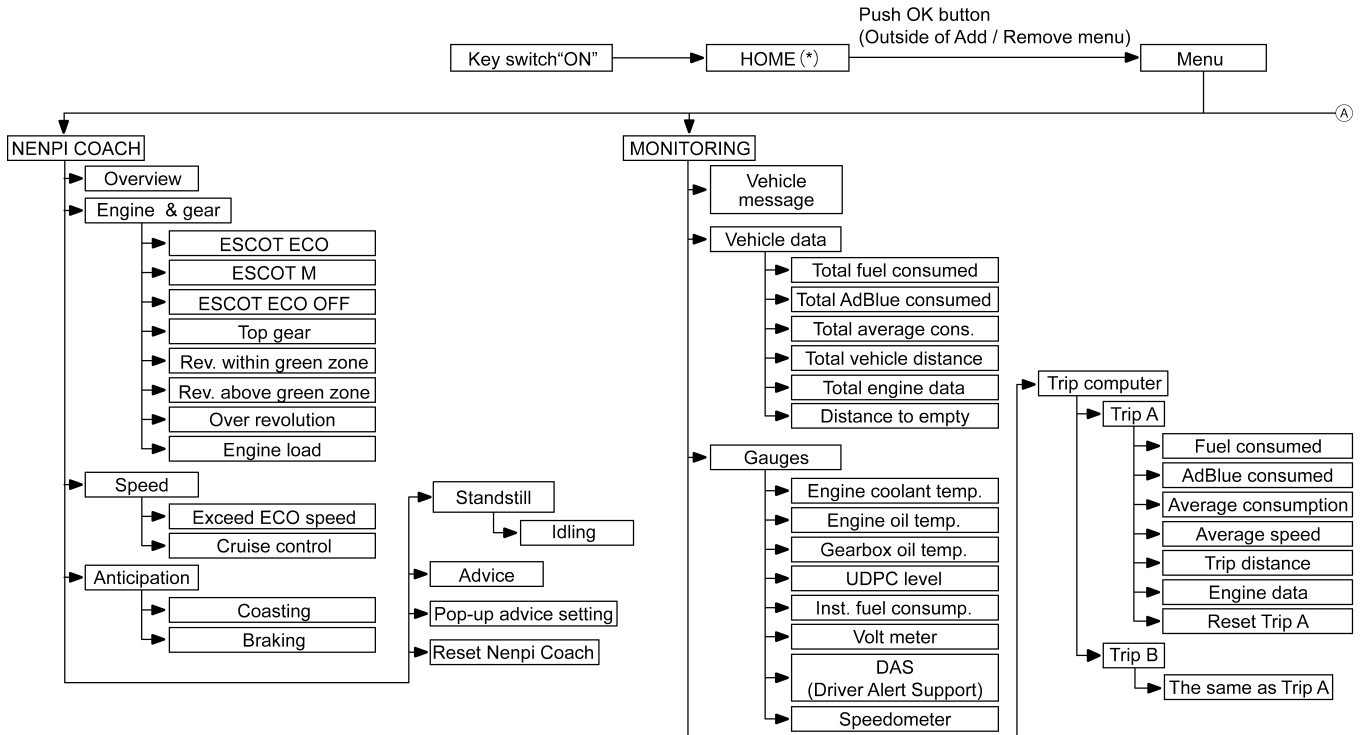 Push OK button
(Outside of Add / Remove menu)
Key switch“ON”
HOME（*）
Menu
Ⓐ
NENPI COACH
Overview
Engine & gear
ESCOT ECO
ESCOT M
ESCOT ECO OFF
Top gear
Rev. within green zone
Rev. above green zone
Over revolution
Engine load
Speed
Exceed ECO speed
Cruise control
Anticipation
Coasting
Braking
Standstill
Idling
Advice
Pop-up advice setting
Reset Nenpi Coach
MONITORING
Vehicle
message
Vehicle data
Total fuel consumed
Total AdBlue consumed
Total average cons.
Total vehicle distance
Total engine data
Distance to empty
Gauges
Engine coolant temp.
Engine oil temp.
Gearbox oil temp.
UDPC level
Inst. fuel consump.
Volt meter
DAS
(Driver Alert Support)
Speedometer
Trip computer
Trip A
Fuel consumed
AdBlue consumed
Average consumption
Average speed
Trip distance
Engine data
Reset Trip A
Trip B
The same as Trip A